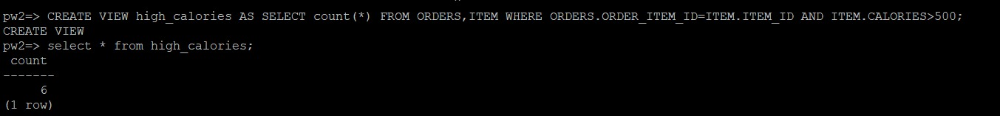 pw2=> CREATE VIEW high_calories AS SELECT count(*) FROM ORDERS,ITEM WHERE ORDERS.ORDER_ITEM_ID=ITEM.ITEM_ID AND ITEM.CALORIES>500;
CREATE VIEW
pw2=> select * from high_calories;
 count
-------
     6
(1 row)